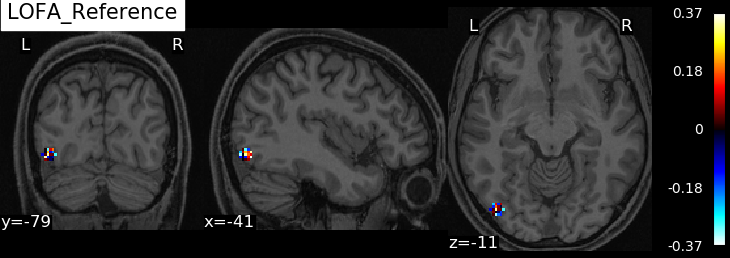 LOFA_Reference
L
R
y=-79
x=-41
L
R
z=-11
0.37
0.18
0
-0.18
-0.37